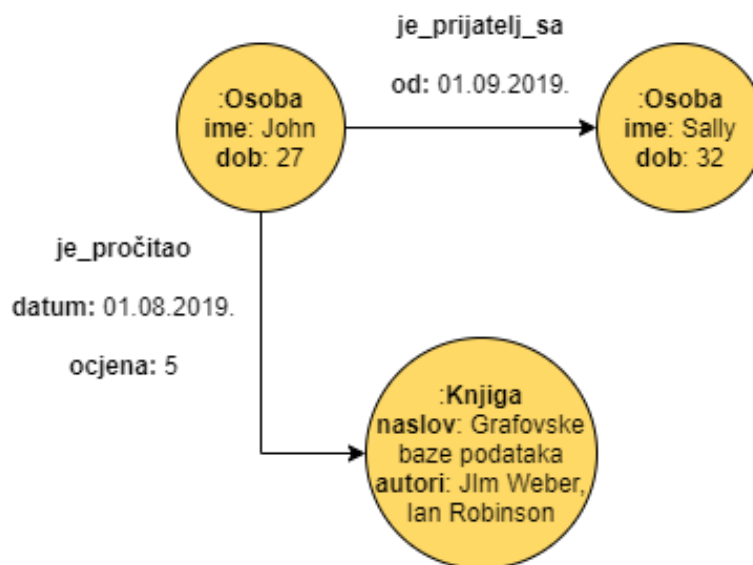 je_prijatelj_sa
od: 01.09.2019.
:Osoba
ime: John
dob: 27
:Osoba
ime: Sally
dob: 32
je_pročitao
datum: 01.08.2019.
ocjena: 5
:Knjiga
naslov: Grafovske
baze podataka
autori: JIm Weber,
Ian Robinson